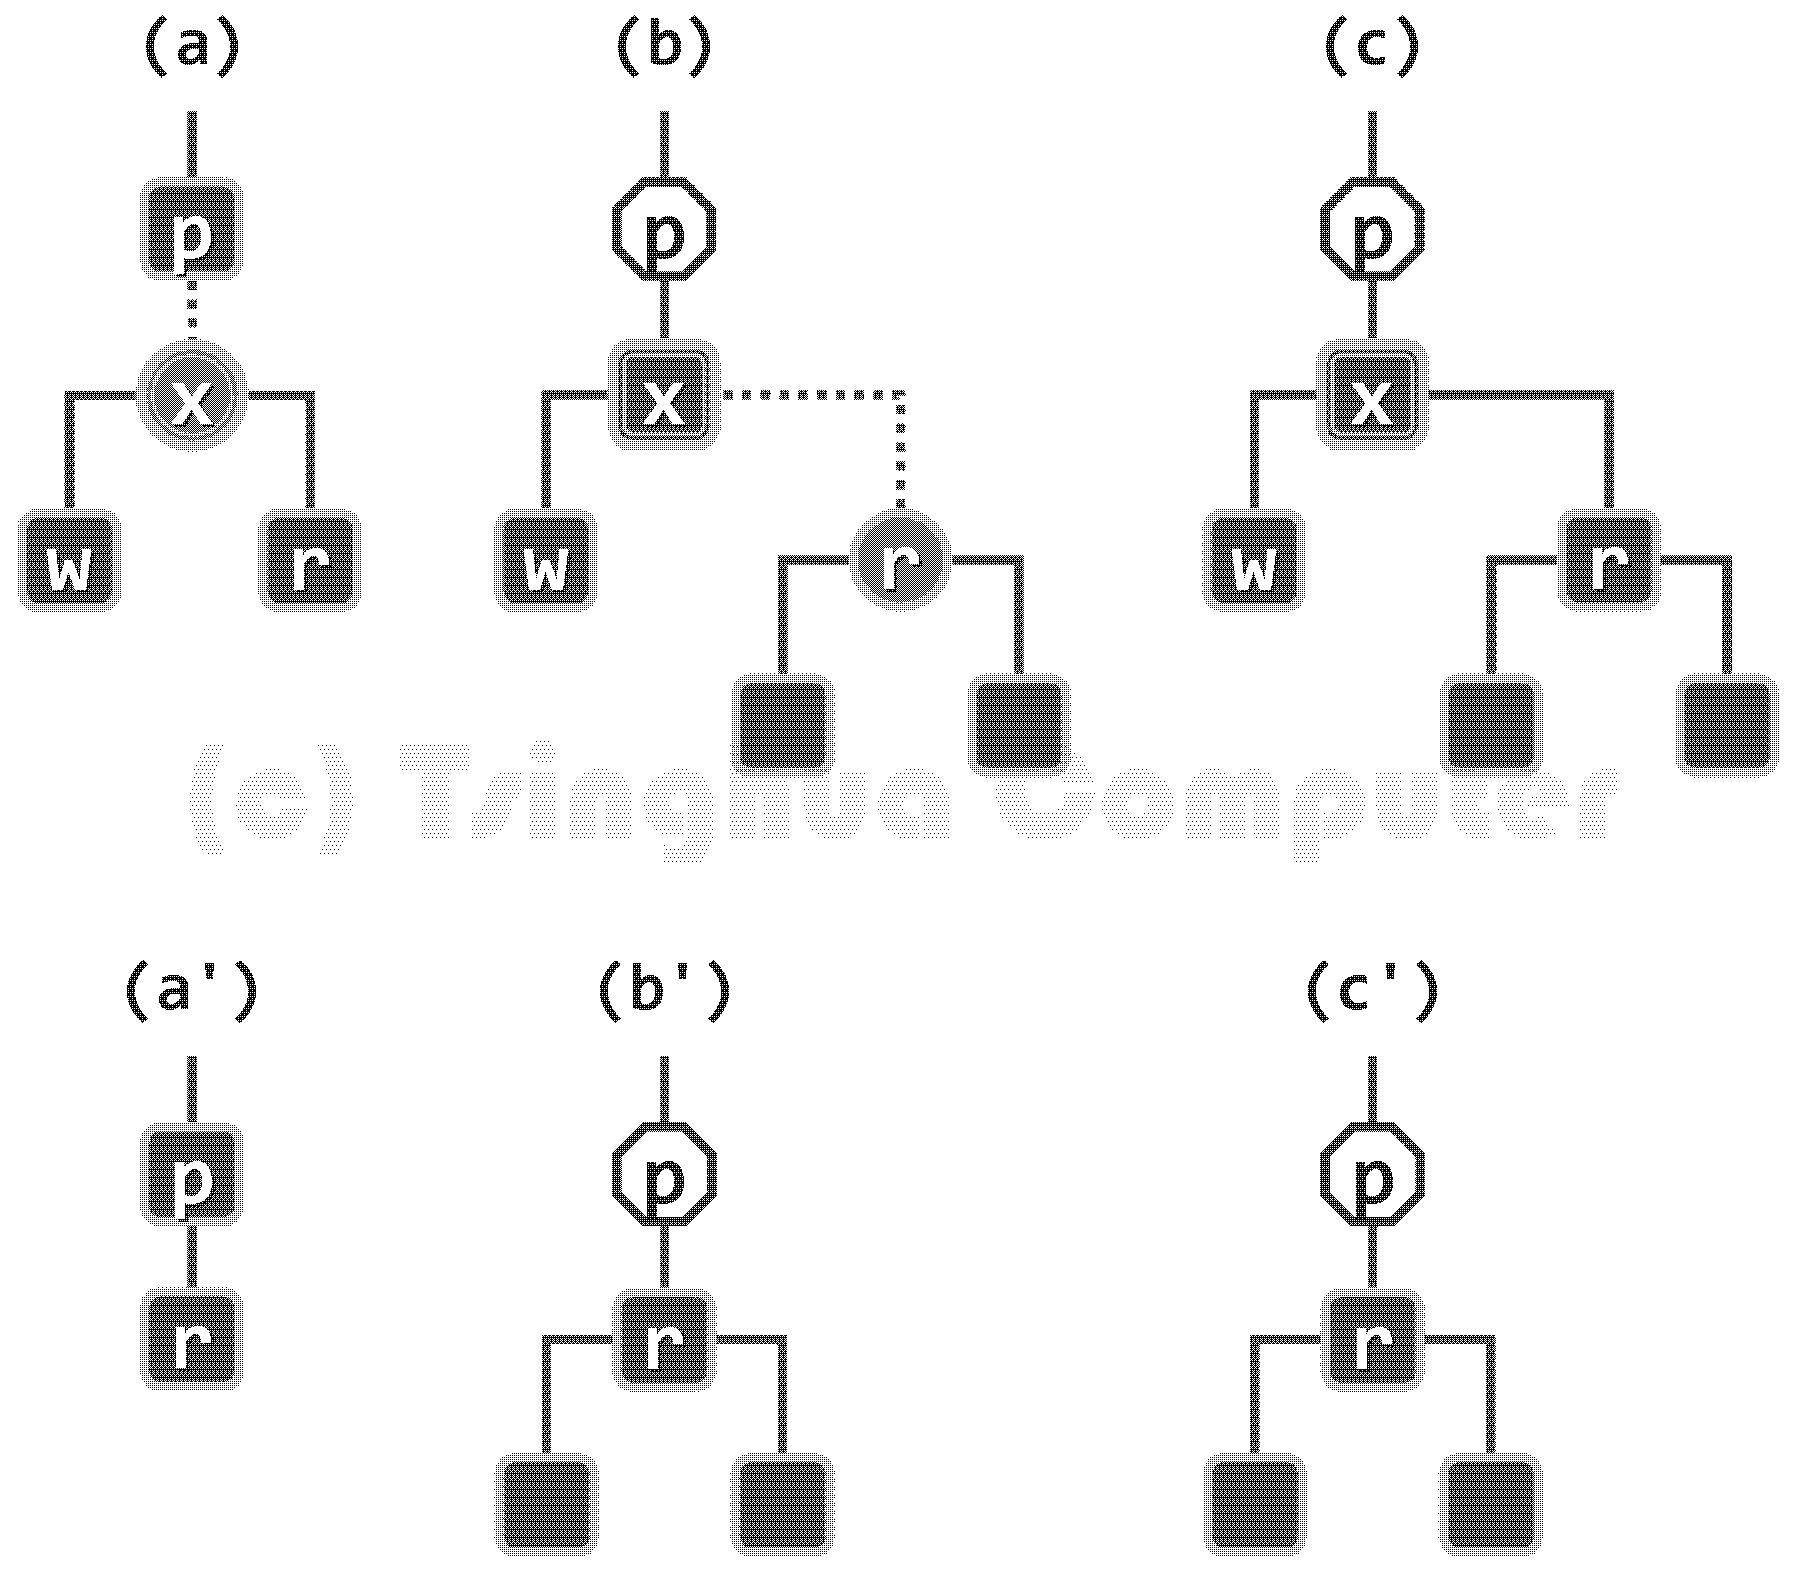 (a) (b) (c)
p p p
x x x
w r w r w r
(c) Tsinghua Computer
(a') (b') (c')
p p p
r r r